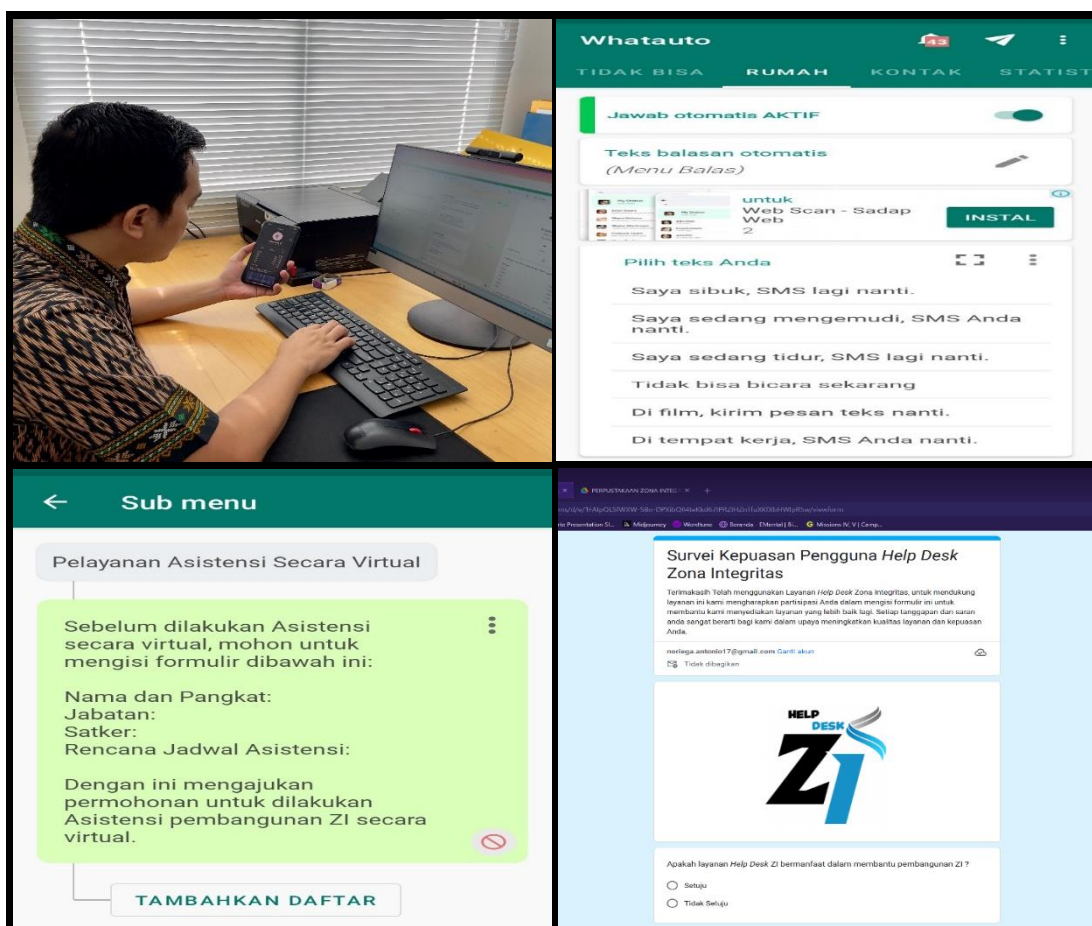 Whatauto
43
TIDAK BISA RUMAH KONTAK STATIST
Jawab otomatis AKTIF
Teks balasan otomatis
(Menu Balas)
untuk
Web Scan - Sadap
Web
2
INSTAL
Pilih teks Anda
Saya sibuk, SMS lagi nanti.
Saya sedang mengemudi, SMS Anda
nanti.
Saya sedang tidur, SMS lagi nanti.
Tidak bisa bicara sekarang
Di film, kirim pesan teks nanti.
Di tempat kerja, SMS Anda nanti.
Sub menu
Pelayanan Asistensi Secara Virtual
Sebelum dilakukan Asistensi
secara virtual, mohon untuk
mengisi formulir dibawah ini:
Nama dan Pangkat:
Jabatan:
Satker:
Rencana Jadwal Asistensi:
Dengan ini mengajukan
permohonan untuk dilakukan
Asistensi pembangunan ZI secara
virtual.
TAMBAHKAN DAFTAR
PERPUSTAKAAN ZONA INTEG
Midjourney Wordtune Beranda
Survei Kepuasan Pengguna Help Desk
Zona Integritas
Terimakasih Telah menggunakan Layanan Help Desk Zona Integritas, untuk mendukung
layanan ini kami mengharapkan partisipasi Anda dalam mengisi formulir ini untuk
membantu kami menyediakan layanan yang lebih baik lagi. Setiap tanggapan dan saran
anda sangat berarti bagi kami dalam upaya meningkatkan kualitas layanan dan kepuasan
Anda.
noriega.antonio17@gmail.com Ganti akun
Tidak dibagikan
HELP
DESK
ZI
Apakah layanan Help Desk ZI bermanfaat dalam membantu pembangunan ZI ?
Setuju
Tidak Setuju